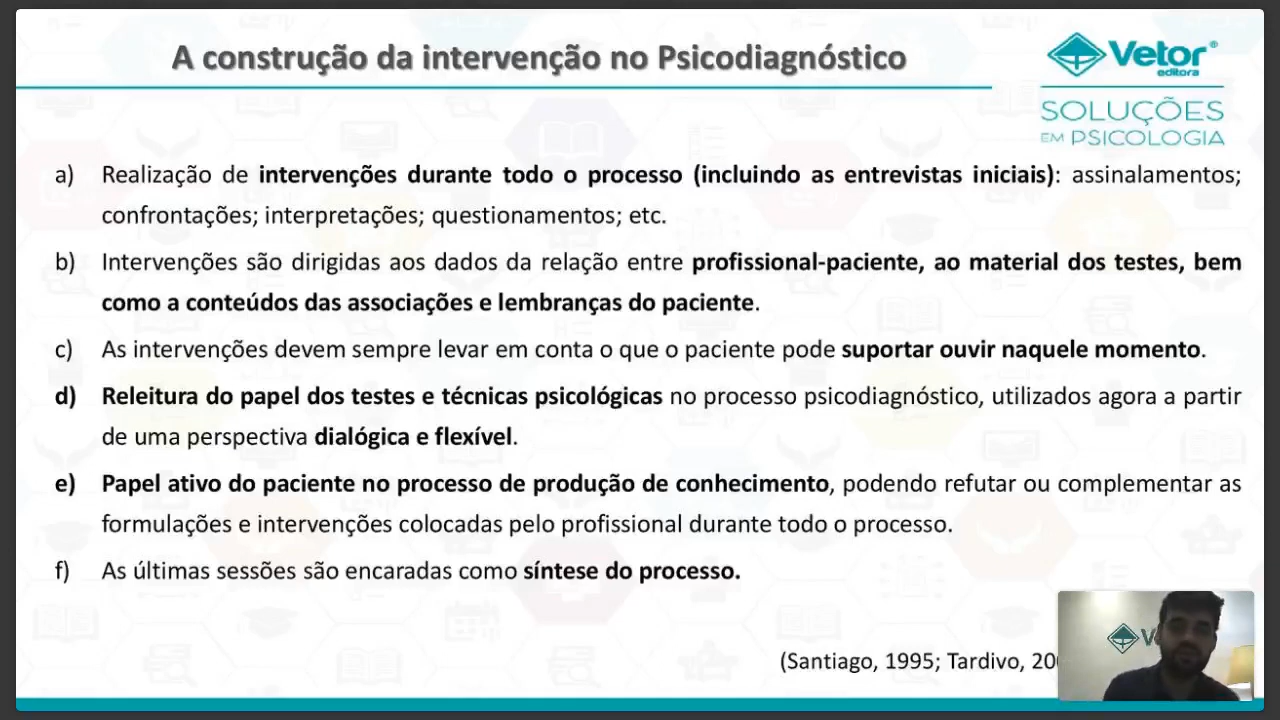 A construção da intervenção no Psicodiagnóstico
Vetor®
editora
SOLUÇÕES
EM PSICOLOGIA
a) Realização de intervenções durante todo o processo (incluindo as entrevistas iniciais): assinalamentos;
confrontações; interpretações; questionamentos; etc.
b) Intervenções são dirigidas aos dados da relação entre profissional-paciente, ao material dos testes, bem
como a conteúdos das associações e lembranças do paciente.
c) As intervenções devem sempre levar em conta o que o paciente pode suportar ouvir naquele momento.
d) Releitura do papel dos testes e técnicas psicológicas no processo psicodiagnóstico, utilizados agora a partir
de uma perspectiva dialógica e flexível.
e) Papel ativo do paciente no processo de produção de conhecimento, podendo refutar ou complementar as
formulações e intervenções colocadas pelo profissional durante todo o processo.
f) As últimas sessões são encaradas como síntese do processo.
(Santiago, 1995; Tardivo,